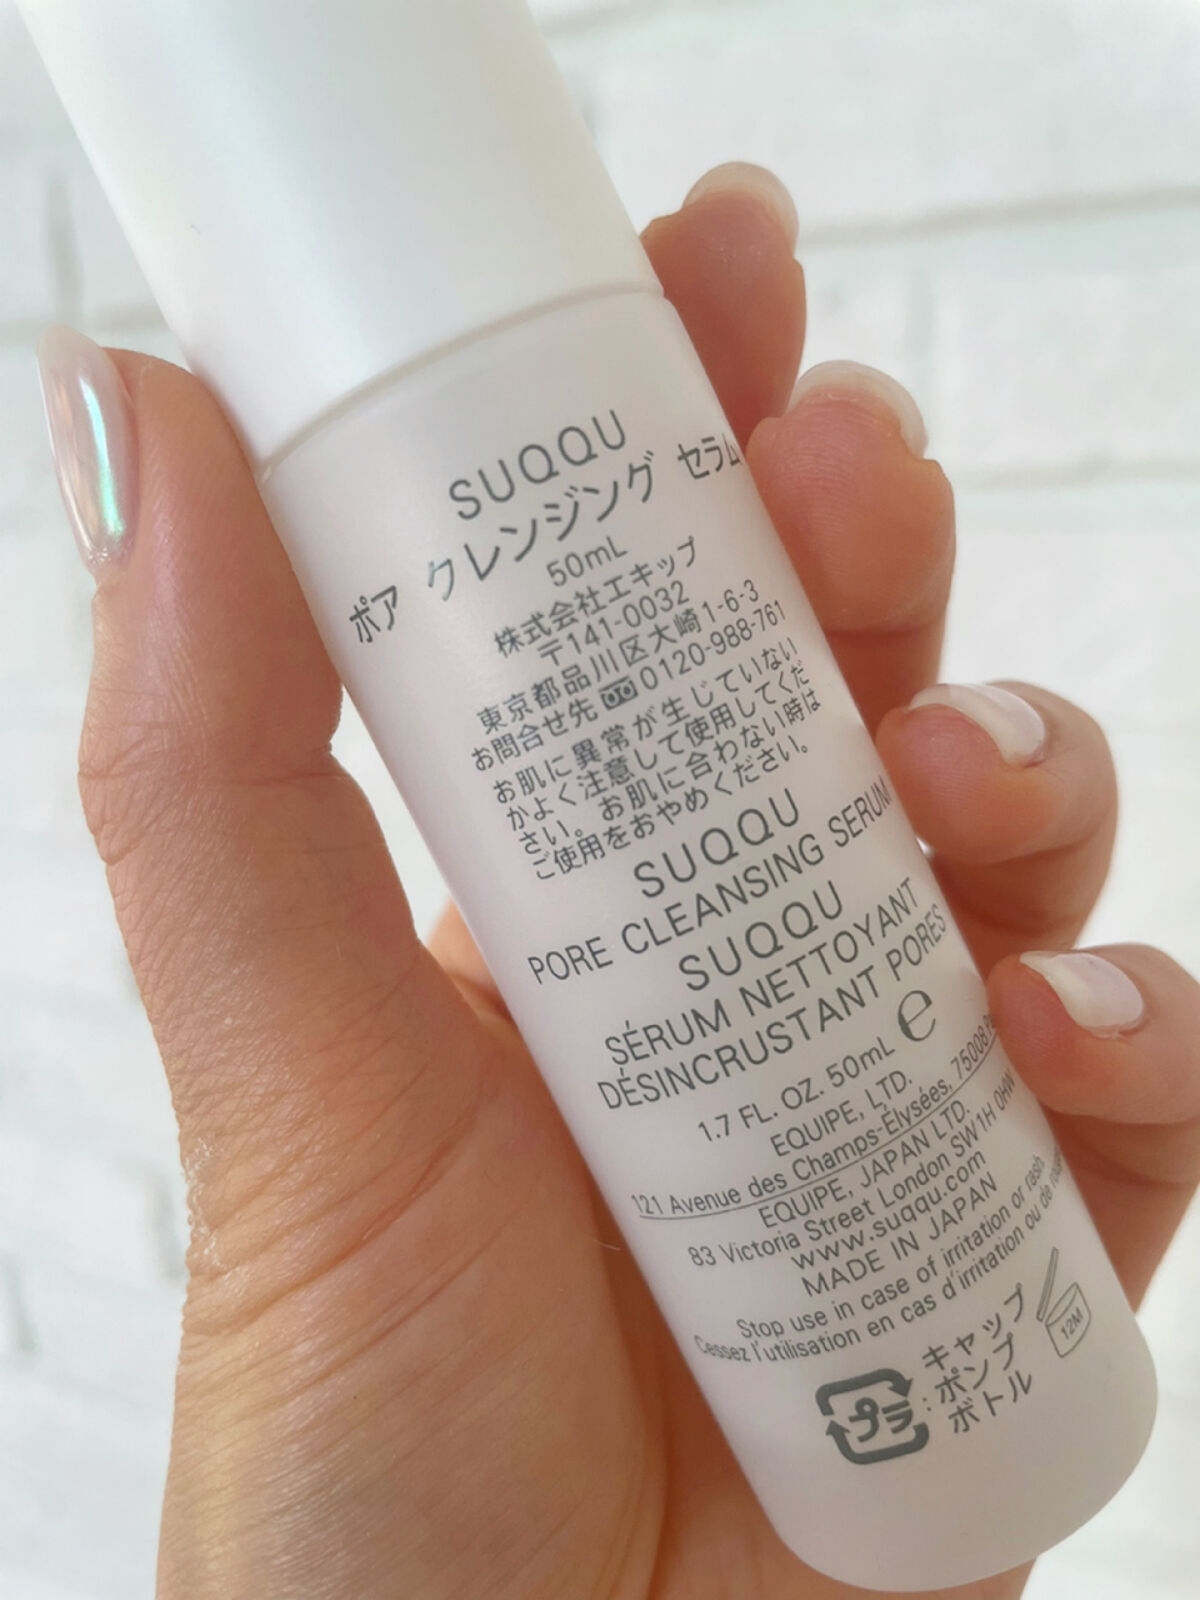 SUQQU
ポア クレンジング セラム
50mL
株式会社エキップ
〒141-0032
東京都品川区大崎1-6-3
お問合せ先 0120-988-761
お肌に異常が生じていない
かよく注意して使用してくだ
さい。お肌に合わない時は
ご使用をおやめください。
SUQQU
PORE CLEANSING SERUM
SUQQU
SÉRUM NETTOYANT
DÉSINCRUSTANT PORES
1.7 FL. OZ. 50mL ℮
EQUIPE, LTD.
121 Avenue des Champs-Élysées, 75008
EQUIPE, JAPAN LTD.
83 Victoria Street London SW1H 0HW
www.suqqu.com
MADE IN JAPAN
Stop use in case of irritation or rash
Cessez l'utilisation en cas d'irritation ou de
プラ : キャップ
ポンプ
ボトル
12M